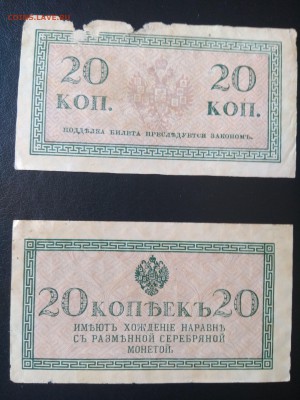 coins.LAVE.ru
20 20
КОП. КОП.
ПОДДѢЛКА БИЛЕТА ПРЕСЛѢДУЕТСЯ ЗАКОНОМЪ.
20 КОПѢЕКЪ 20
ИМѢЮТЪ ХОЖДЕНІЕ НАРАВНѢ
СЪ РАЗМѢННОЙ СЕРЕБРЯНОЙ
МОНЕТОЙ.